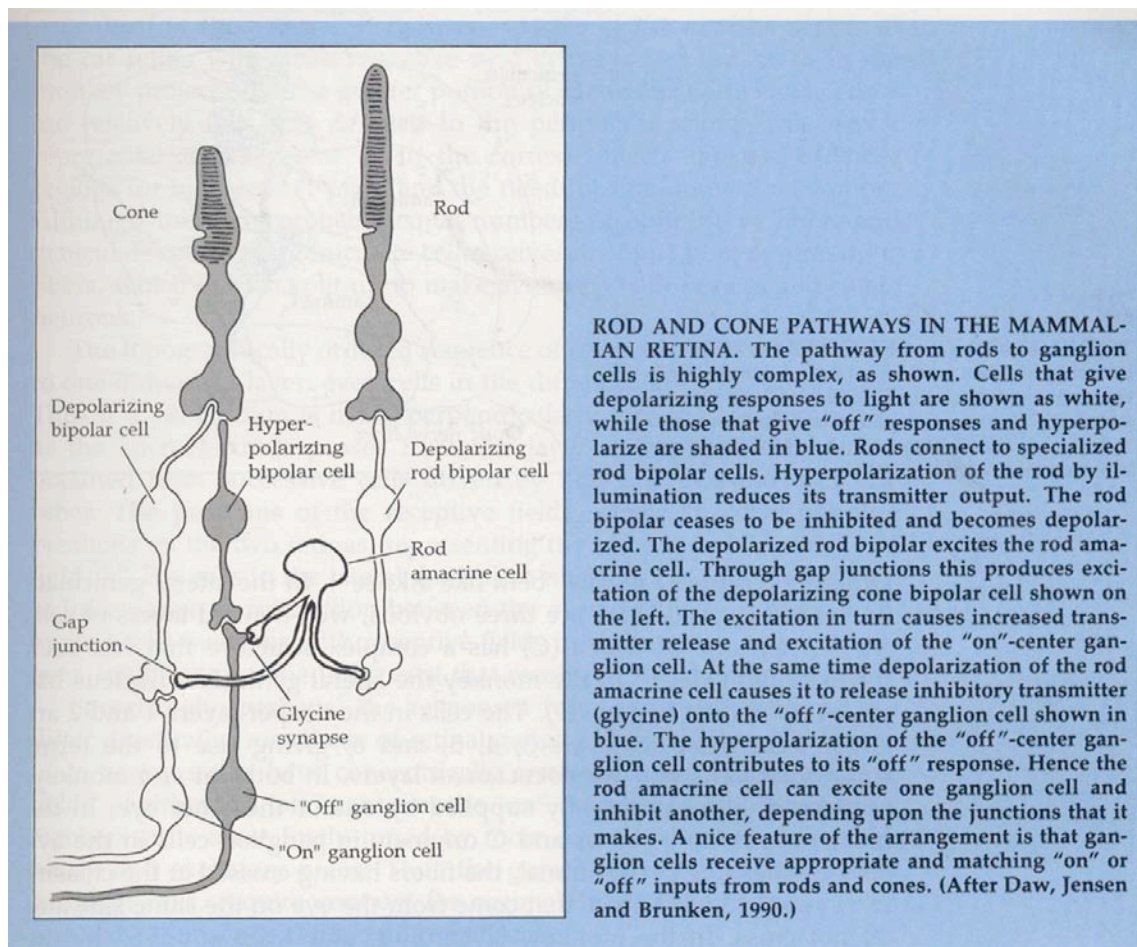 Cone
Rod
Depolarizing
bipolar cell
Hyper-
polarizing
bipolar cell
Depolarizing
rod bipolar cell
Rod
amacrine cell
Gap
junction
Glycine
synapse
"Off" ganglion cell
"On" ganglion cell
ROD AND CONE PATHWAYS IN THE MAMMAL-
IAN RETINA. The pathway from rods to ganglion
cells is highly complex, as shown. Cells that give
depolarizing responses to light are shown as white,
while those that give "off" responses and hyperpo-
larize are shaded in blue. Rods connect to specialized
rod bipolar cells. Hyperpolarization of the rod by il-
lumination reduces its transmitter output. The rod
bipolar ceases to be inhibited and becomes depolar-
ized. The depolarized rod bipolar excites the rod ama-
crine cell. Through gap junctions this produces exci-
tation of the depolarizing cone bipolar cell shown on
the left. The excitation in turn causes increased trans-
mitter release and excitation of the "on"-center gan-
glion cell. At the same time depolarization of the rod
amacrine cell causes it to release inhibitory transmitter
(glycine) onto the "off"-center ganglion cell shown in
blue. The hyperpolarization of the "off"-center gan-
glion cell contributes to its "off" response. Hence the
rod amacrine cell can excite one ganglion cell and
inhibit another, depending upon the junctions that it
makes. A nice feature of the arrangement is that gan-
glion cells receive appropriate and matching "on" or
"off" inputs from rods and cones. (After Daw, Jensen
and Brunken, 1990.)